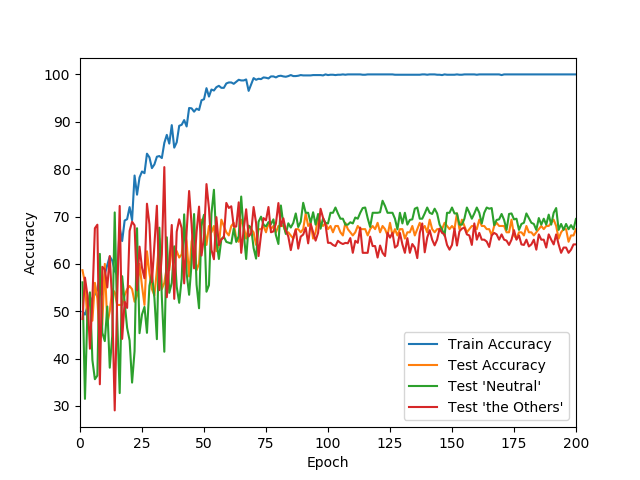 100
90
80
70
60
50
40
30
Accuracy
Train Accuracy
Test Accuracy
Test 'Neutral'
Test 'the Others'
0 25 50 75 100 125 150 175 200
Epoch